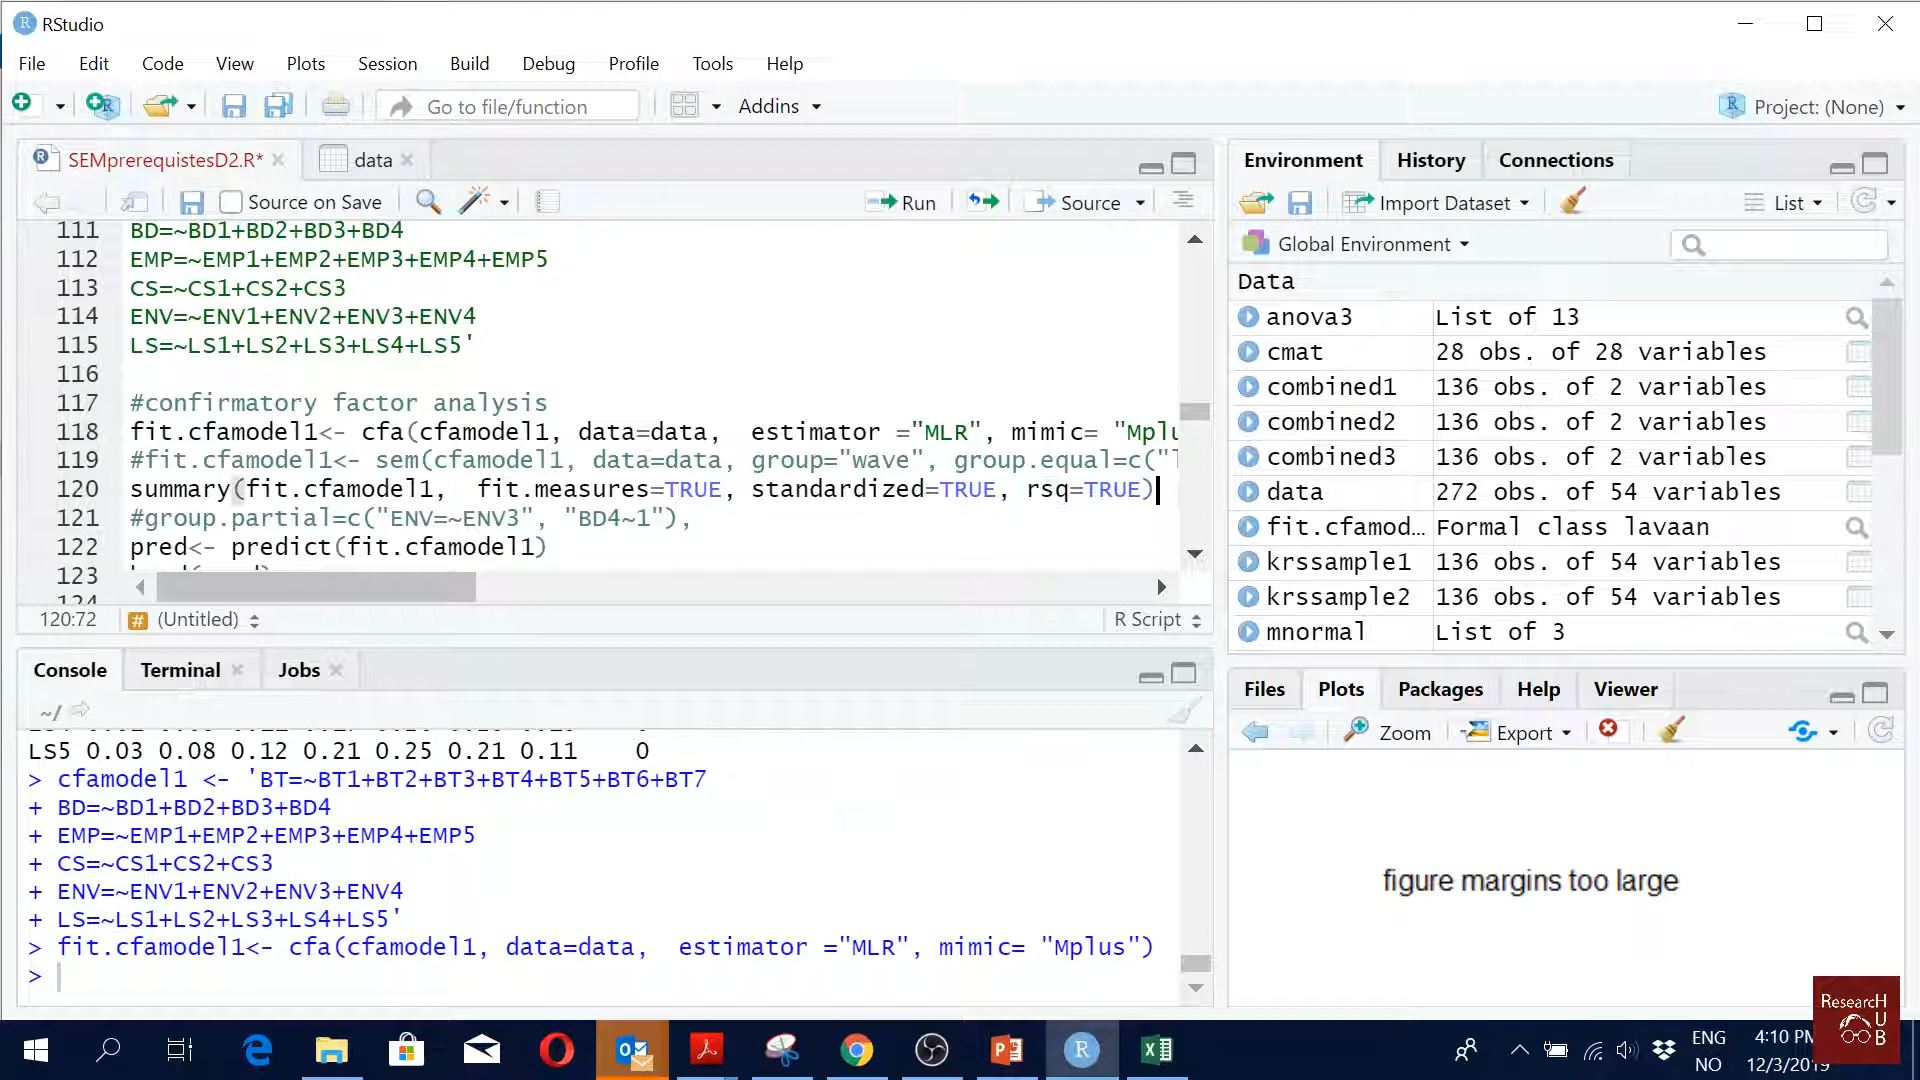 RStudio
File Edit Code View Plots Session Build Debug Profile Tools Help
Go to file/function Addins Project: (None)
SEMprerequistesD2.R* data
Source on Save Run Source
111 BD=~BD1+BD2+BD3+BD4
112 EMP=~EMP1+EMP2+EMP3+EMP4+EMP5
113 CS=~CS1+CS2+CS3
114 ENV=~ENV1+ENV2+ENV3+ENV4
115 LS=~LS1+LS2+LS3+LS4+LS5'
116
117 #confirmatory factor analysis
118 fit.cfamodel1<- cfa(cfamodel1, data=data,  estimator ="MLR", mimic= "Mplu
119 #fit.cfamodel1<- sem(cfamodel1, data=data, group="wave", group.equal=c("l
120 summary(fit.cfamodel1,  fit.measures=TRUE, standardized=TRUE, rsq=TRUE)
121 #group.partial=c("ENV=~ENV3", "BD4~1"),
122 pred<- predict(fit.cfamodel1)
123
124
120:72 # (Untitled) R Script
Console Terminal Jobs
~/
LS5 0.03 0.08 0.12 0.21 0.26 0.21 0.11    0
> cfamodel1 <- 'BT=~BT1+BT2+BT3+BT4+BT5+BT6+BT7
+ BD=~BD1+BD2+BD3+BD4
+ EMP=~EMP1+EMP2+EMP3+EMP4+EMP5
+ CS=~CS1+CS2+CS3
+ ENV=~ENV1+ENV2+ENV3+ENV4
+ LS=~LS1+LS2+LS3+LS4+LS5'
> fit.cfamodel1<- cfa(cfamodel1, data=data,  estimator ="MLR", mimic= "Mplus")
>
Environment History Connections
Import Dataset List
Global Environment
Data
anova3 List of 13
cmat 28 obs. of 28 variables
combined1 136 obs. of 2 variables
combined2 136 obs. of 2 variables
combined3 136 obs. of 2 variables
data 272 obs. of 54 variables
fit.cfamod… Formal class lavaan
krssample1 136 obs. of 54 variables
krssample2 136 obs. of 54 variables
mnormal List of 3
Files Plots Packages Help Viewer
Zoom Export
figure margins too large
ResearcH
U
B
ENG
NO
4:10 PM
12/3/2019